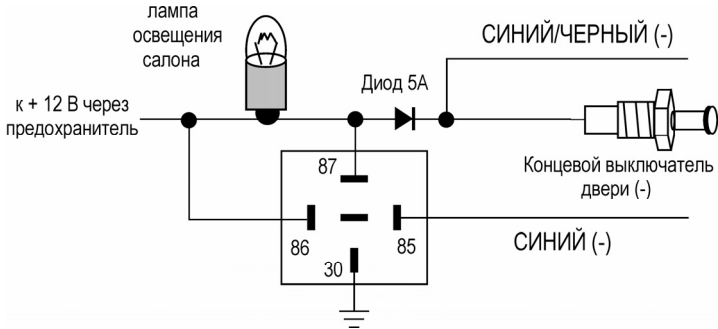 лампа
освещения
салона
СИНИЙ/ЧЕРНЫЙ (-)
Диод 5А
к + 12 В через
предохранитель
Концевой выключатель
двери (-)
87
86
85
30
СИНИЙ (-)